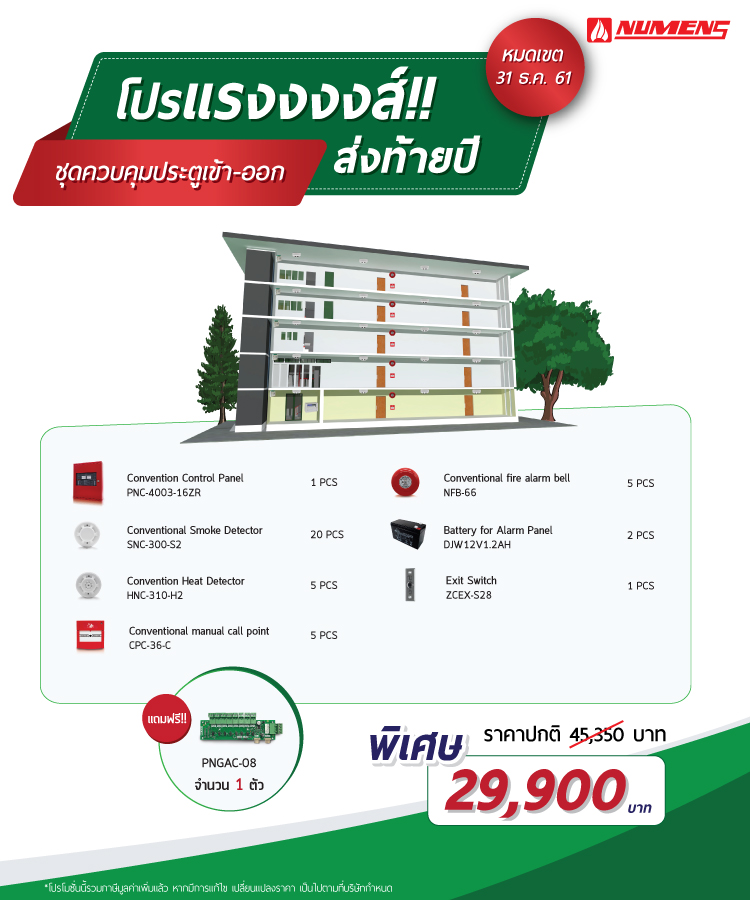 NUMENS
หมดเขต
31 ธ.ค. 61
โปรแรงงงงส์!!
ส่งท้ายปี
ชุดควบคุมประตูเข้า-ออก
Convention Control Panel
PNC-4003-16ZR
1 PCS
Conventional Smoke Detector
SNC-300-S2
20 PCS
Convention Heat Detector
HNC-310-H2
5 PCS
Conventional manual call point
CPC-36-C
5 PCS
Conventional fire alarm bell
NFB-66
5 PCS
Battery for Alarm Panel
DJW12V1.2AH
2 PCS
Exit Switch
ZCEX-S28
1 PCS
แถมฟรี!!
PNGAC-08
จำนวน 1 ตัว
พิเศษ
ราคาปกติ 45,350 บาท
29,900 บาท
*โปรโมชั่นนี้รวมภาษีมูลค่าเพิ่มแล้ว หากมีการแก้ไข เปลี่ยนแปลงราคา เป็นไปตามที่บริษัทกำหนด